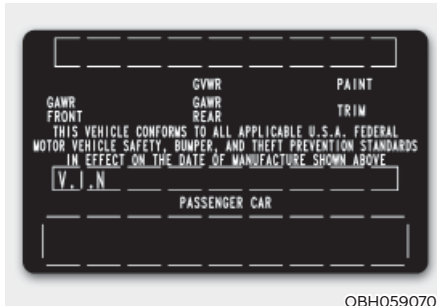 GVWR PAINT
GAWR GAWR TRIM
FRONT REAR
THIS VEHICLE CONFORMS TO ALL APPLICABLE U.S.A. FEDERAL
MOTOR VEHICLE SAFETY, BUMPER, AND THEFT PREVENTION STANDARDS
IN EFFECT ON THE DATE OF MANUFACTURE SHOWN ABOVE
V.I.N
PASSENGER CAR
OBH059070